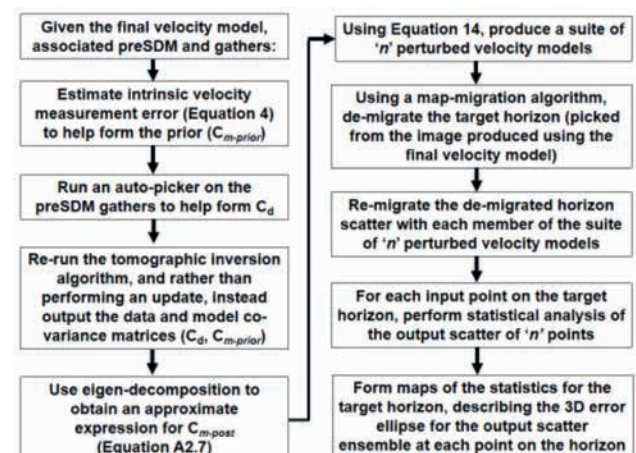 Given the final velocity model,
associated preSDM and gathers:
Estimate intrinsic velocity
measurement error (Equation 4)
to help form the prior (Cm-prior)
Run an auto-picker on the
preSDM gathers to help form Cd
Re-run the tomographic inversion
algorithm, and rather than
performing an update, instead
output the data and model co-
variance matrices (Cd, Cm-prior)
Use eigen-decomposition to
obtain an approximate
expression for Cm-post
(Equation A2.7)
Using Equation 14, produce a suite of
'n' perturbed velocity models
Using a map-migration algorithm,
de-migrate the target horizon (picked
from the image produced using the
final velocity model)
Re-migrate the de-migrated horizon
scatter with each member of the suite
of 'n' perturbed velocity models
For each input point on the target
horizon, perform statistical analysis of
the output scatter of 'n' points
Form maps of the statistics for the
target horizon, describing the 3D error
ellipse for the output scatter
ensemble at each point on the horizon